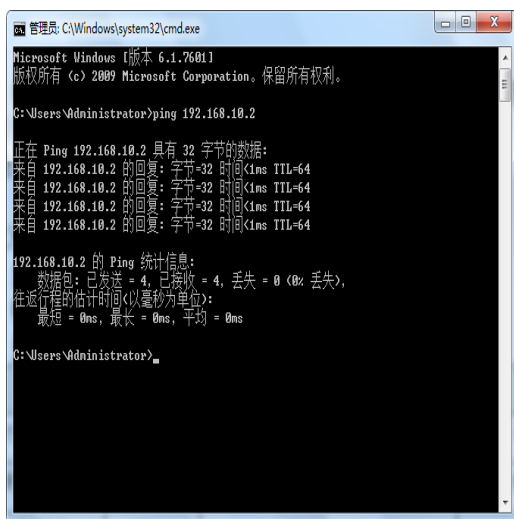 管理员: C:\Windows\system32\cmd.exe
Microsoft Windows [版本 6.1.7601]
版权所有 (c) 2009 Microsoft Corporation。保留所有权利。
C:\Users\Administrator>ping 192.168.10.2
正在 Ping 192.168.10.2 具有 32 字节的数据:
来自 192.168.10.2 的回复: 字节=32 时间<1ms TTL=64
来自 192.168.10.2 的回复: 字节=32 时间<1ms TTL=64
来自 192.168.10.2 的回复: 字节=32 时间<1ms TTL=64
来自 192.168.10.2 的回复: 字节=32 时间<1ms TTL=64
192.168.10.2 的 Ping 统计信息:
数据包: 已发送 = 4, 已接收 = 4, 丢失 = 0 (0% 丢失),
往返行程的估计时间(以毫秒为单位):
最短 = 0ms, 最长 = 0ms, 平均 = 0ms
C:\Users\Administrator>_